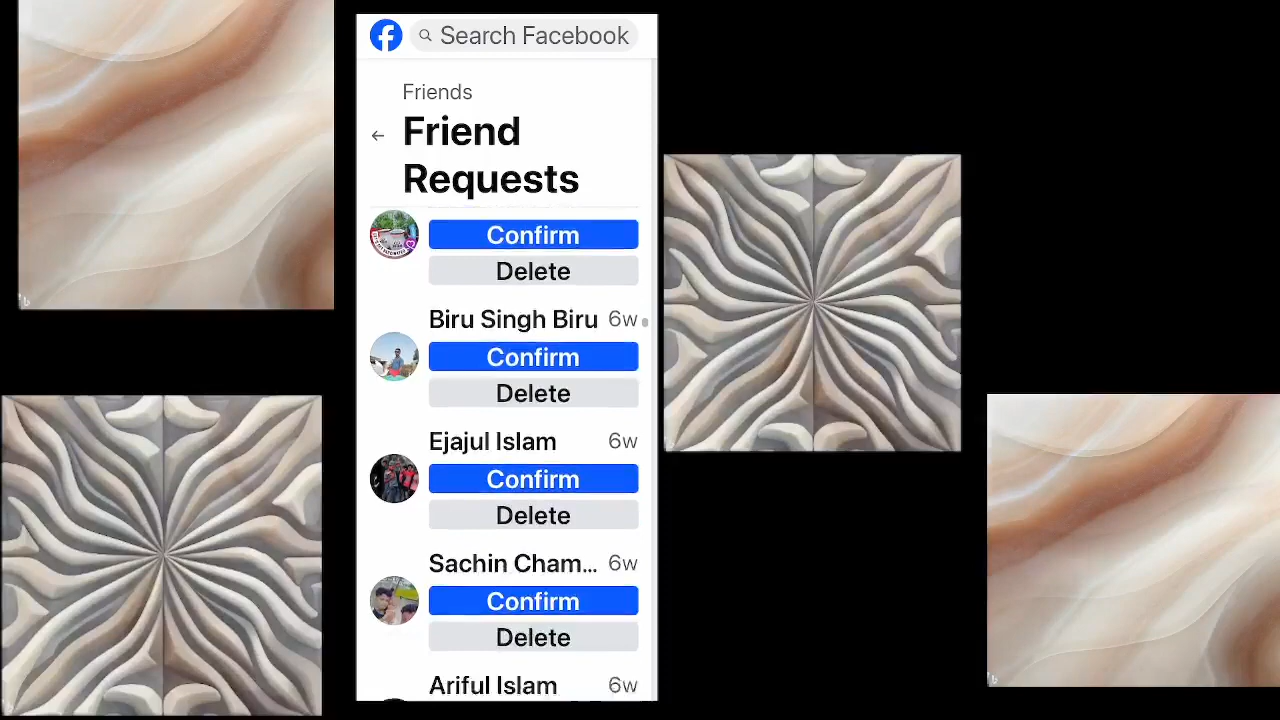 Search Facebook
Friends
Friend
Requests
Confirm
Delete
Biru Singh Biru 6w
Confirm
Delete
Ejajul Islam 6w
Confirm
Delete
Sachin Cham... 6w
Confirm
Delete
Ariful Islam 6w